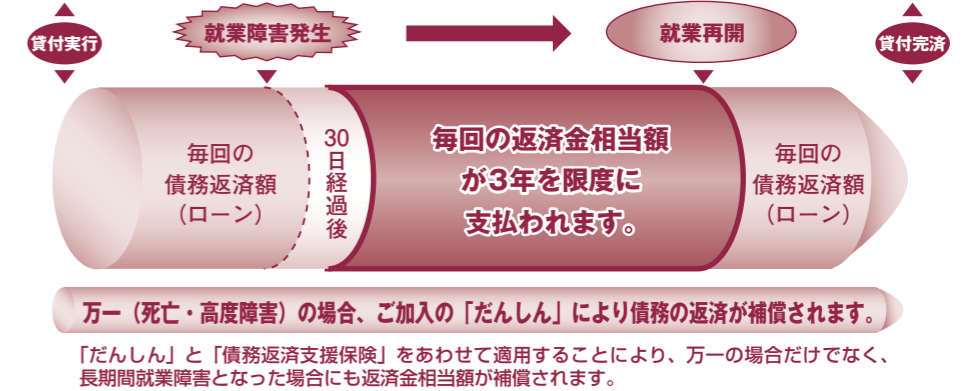 貸付実行
就業障害発生
就業再開
貸付完済
毎回の
債務返済額
（ローン）
30日経過後
毎回の返済金相当額
が3年を限度に
支払われます。
毎回の
債務返済額
（ローン）
万一（死亡・高度障害）の場合、ご加入の「だんしん」により債務の返済が補償されます。
「だんしん」と「債務返済支援保険」をあわせて適用することにより、万一の場合だけでなく、
長期間就業障害となった場合にも返済金相当額が補償されます。